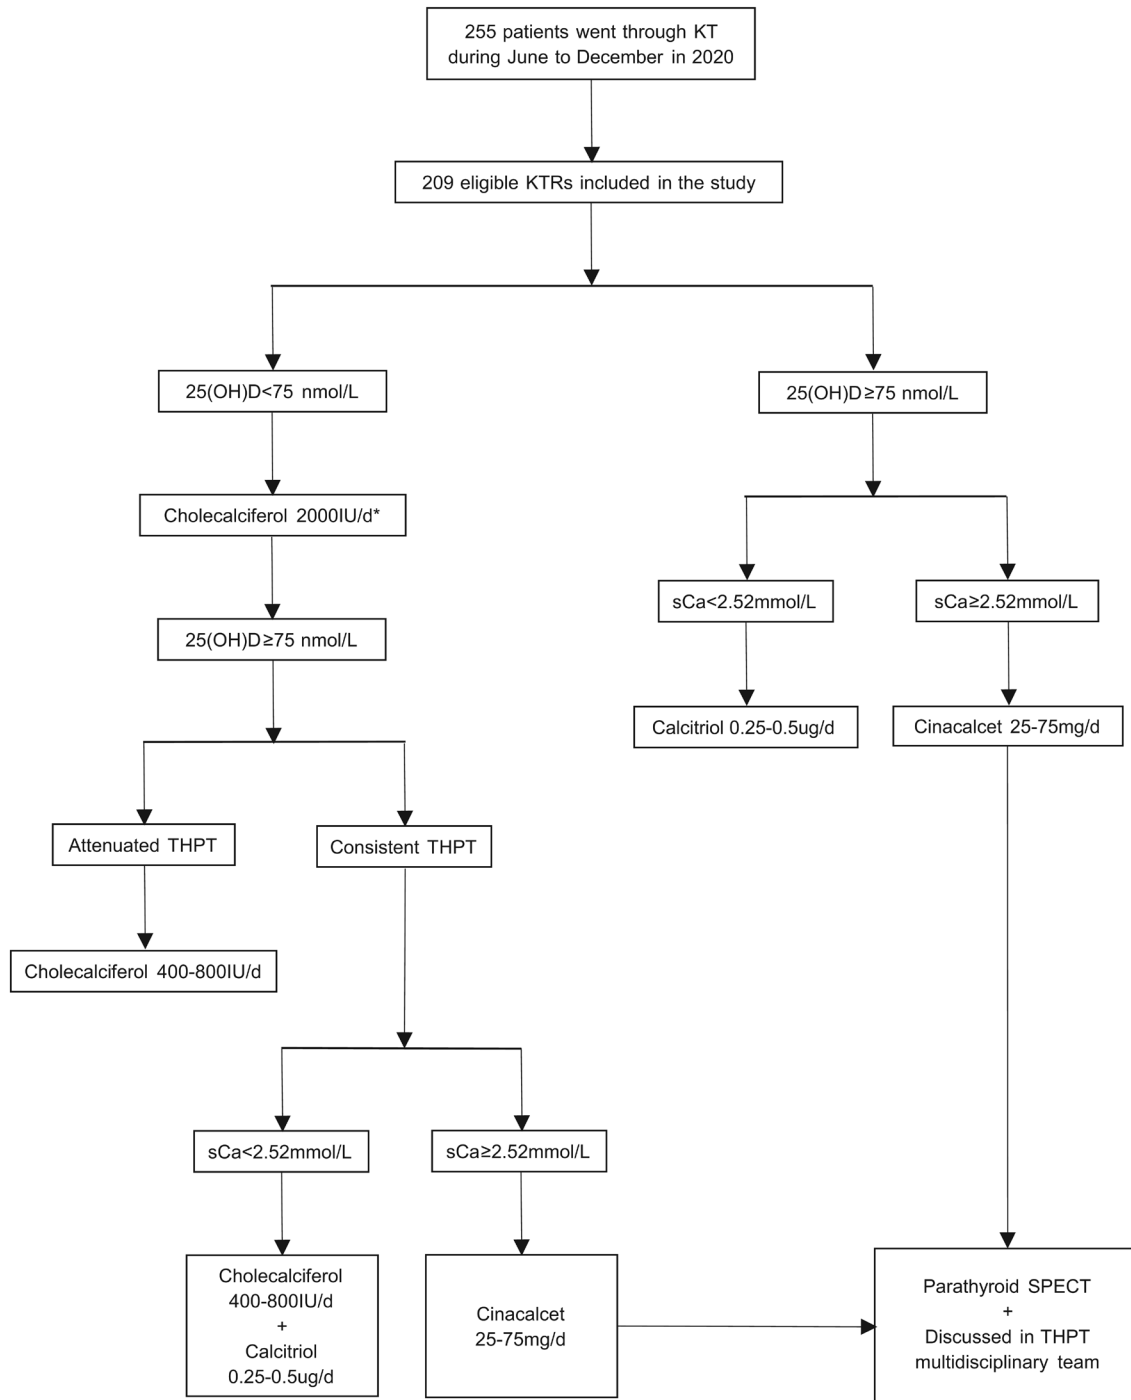 255 patients went through KT
during June to December in 2020
209 eligible KTRs included in the study
25(OH)D<75 nmol/L
25(OH)D≥75 nmol/L
Cholecalciferol 2000IU/d*
sCa<2.52mmol/L
sCa≥2.52mmol/L
25(OH)D≥75 nmol/L
Calcitriol 0.25-0.5ug/d
Cinacalcet 25-75mg/d
Attenuated THPT
Consistent THPT
Cholecalciferol 400-800IU/d
sCa<2.52mmol/L
sCa≥2.52mmol/L
Cholecalciferol
400-800IU/d
+
Calcitriol
0.25-0.5ug/d
Cinacalcet
25-75mg/d
Parathyroid SPECT
+
Discussed in THPT
multidisciplinary team